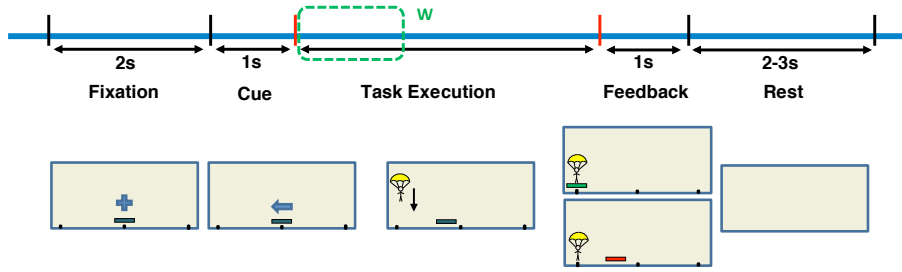 W
2s
1s
1s
2-3s
Fixation
Cue
Task Execution
Feedback
Rest